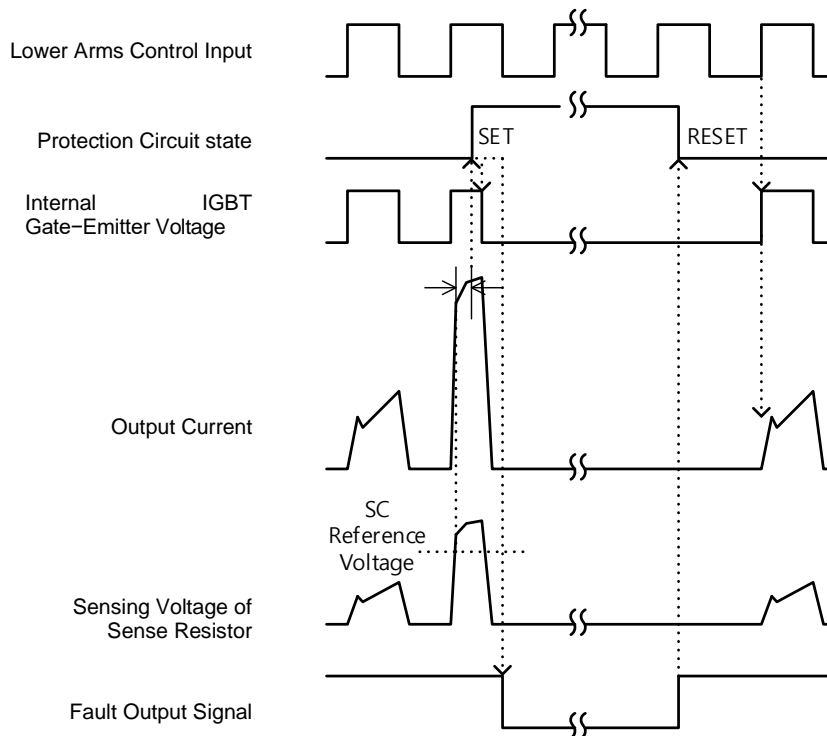 Lower Arms Control Input
Protection Circuit state
SET
RESET
Internal IGBT
Gate−Emitter Voltage
Output Current
SC
Reference
Voltage
Sensing Voltage of
Sense Resistor
Fault Output Signal